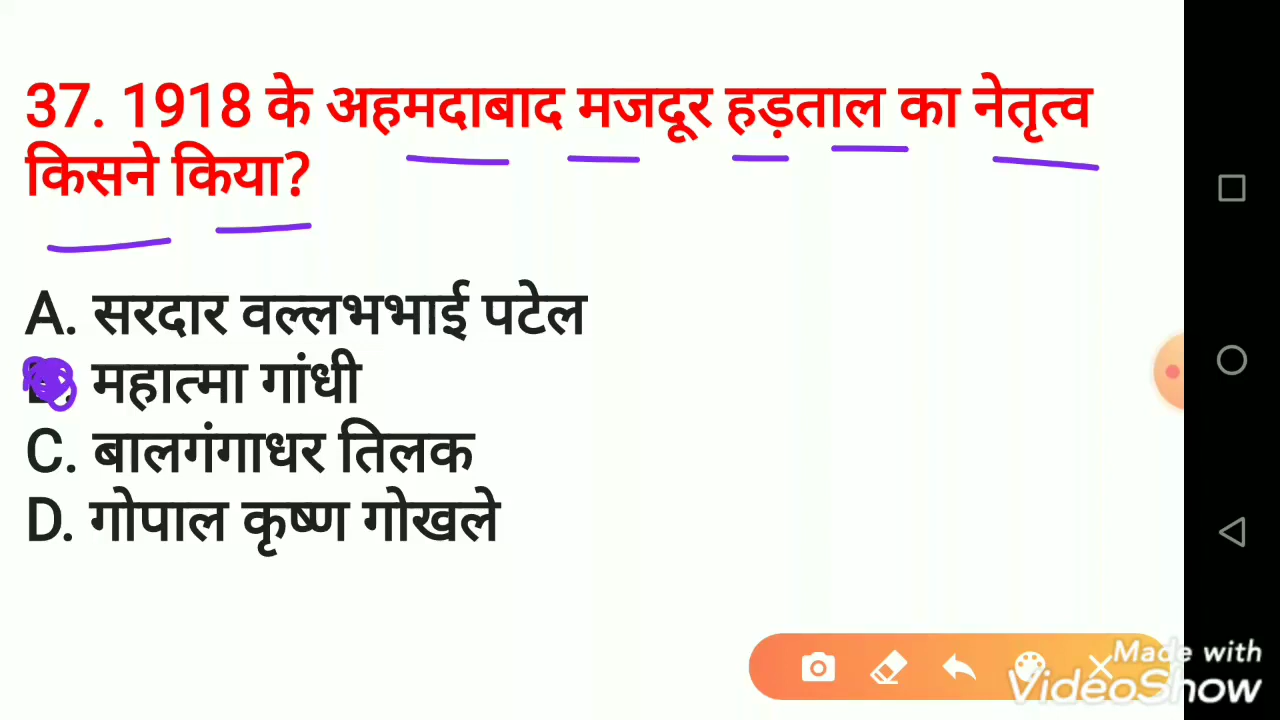 37. 1918 के अहमदाबाद मजदूर हड़ताल का नेतृत्व
किसने किया?
A. सरदार वल्लभभाई पटेल
महात्मा गांधी
C. बालगंगाधर तिलक
D. गोपाल कृष्ण गोखले
Made with
VideoShow